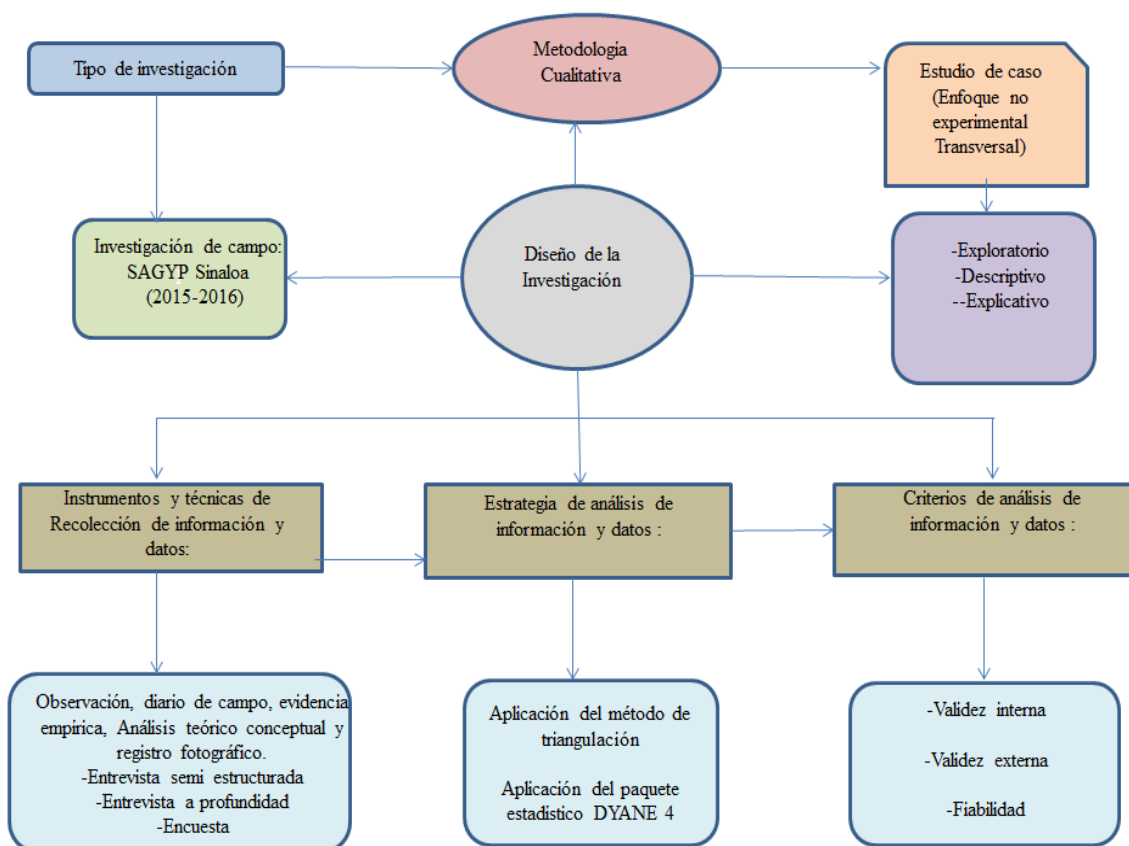 Tipo de investigación
Metodología
Cualitativa
Estudio de caso
(Enfoque no
experimental
Transversal)
Investigación de campo:
SAGYP Sinaloa
(2015-2016)
Diseño de la
Investigación
-Exploratorio
-Descriptivo
--Explicativo
Instrumentos y técnicas de
Recolección de información y
datos:
Estrategia de análisis de
información y datos :
Criterios de análisis de
información y datos :
Observación, diario de campo, evidencia
empírica, Análisis teórico conceptual y
registro fotográfico.
-Entrevista semi estructurada
-Entrevista a profundidad
-Encuesta
Aplicación del método de
triangulación
Aplicación del paquete
estadístico DYANE 4
-Validez interna
-Validez externa
-Fiabilidad